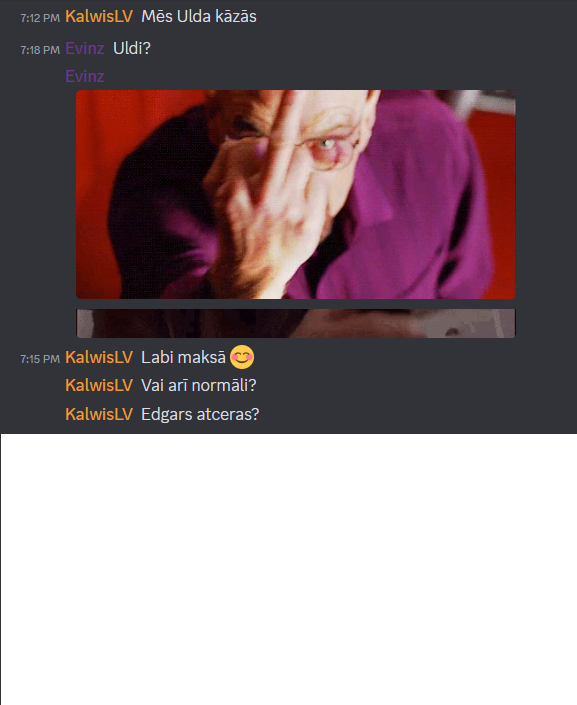 7:12 PM KalwisLV Mēs Ulda kāzās
7:18 PM Evinz Uldi?
Evinz
7:15 PM KalwisLV Labi maksā 😊
KalwisLV Vai arī normāli?
KalwisLV Edgars atceras?